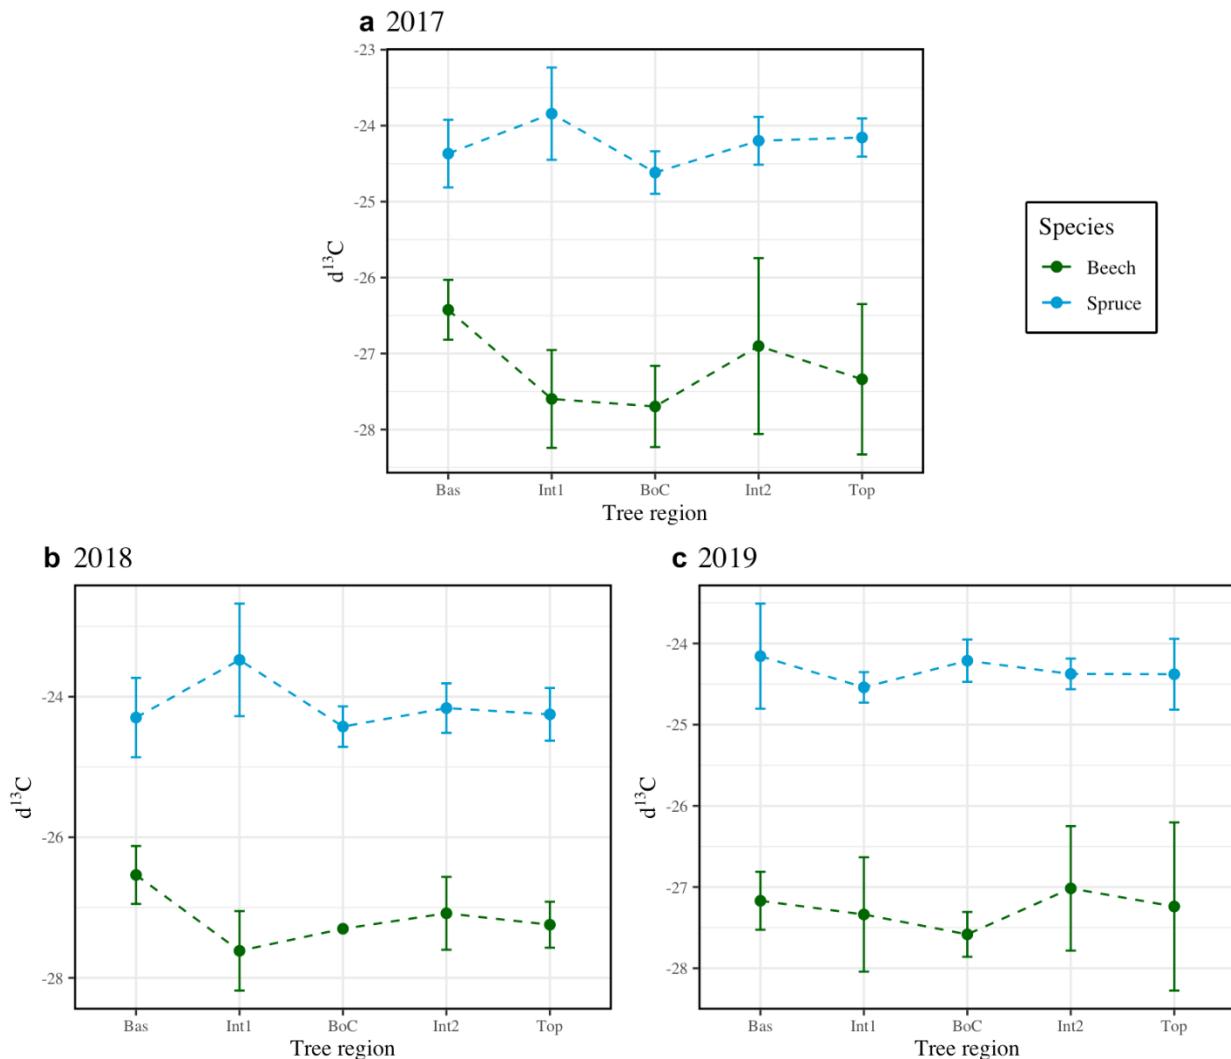 a 2017
-23
-24
-25
-26
-27
-28
d¹³C
Bas Int1 BoC Int2 Top
Tree region
Species
Beech
Spruce
b 2018
-24
-26
-28
d¹³C
Bas Int1 BoC Int2 Top
Tree region
c 2019
-24
-25
-26
-27
-28
d¹³C
Bas Int1 BoC Int2 Top
Tree region